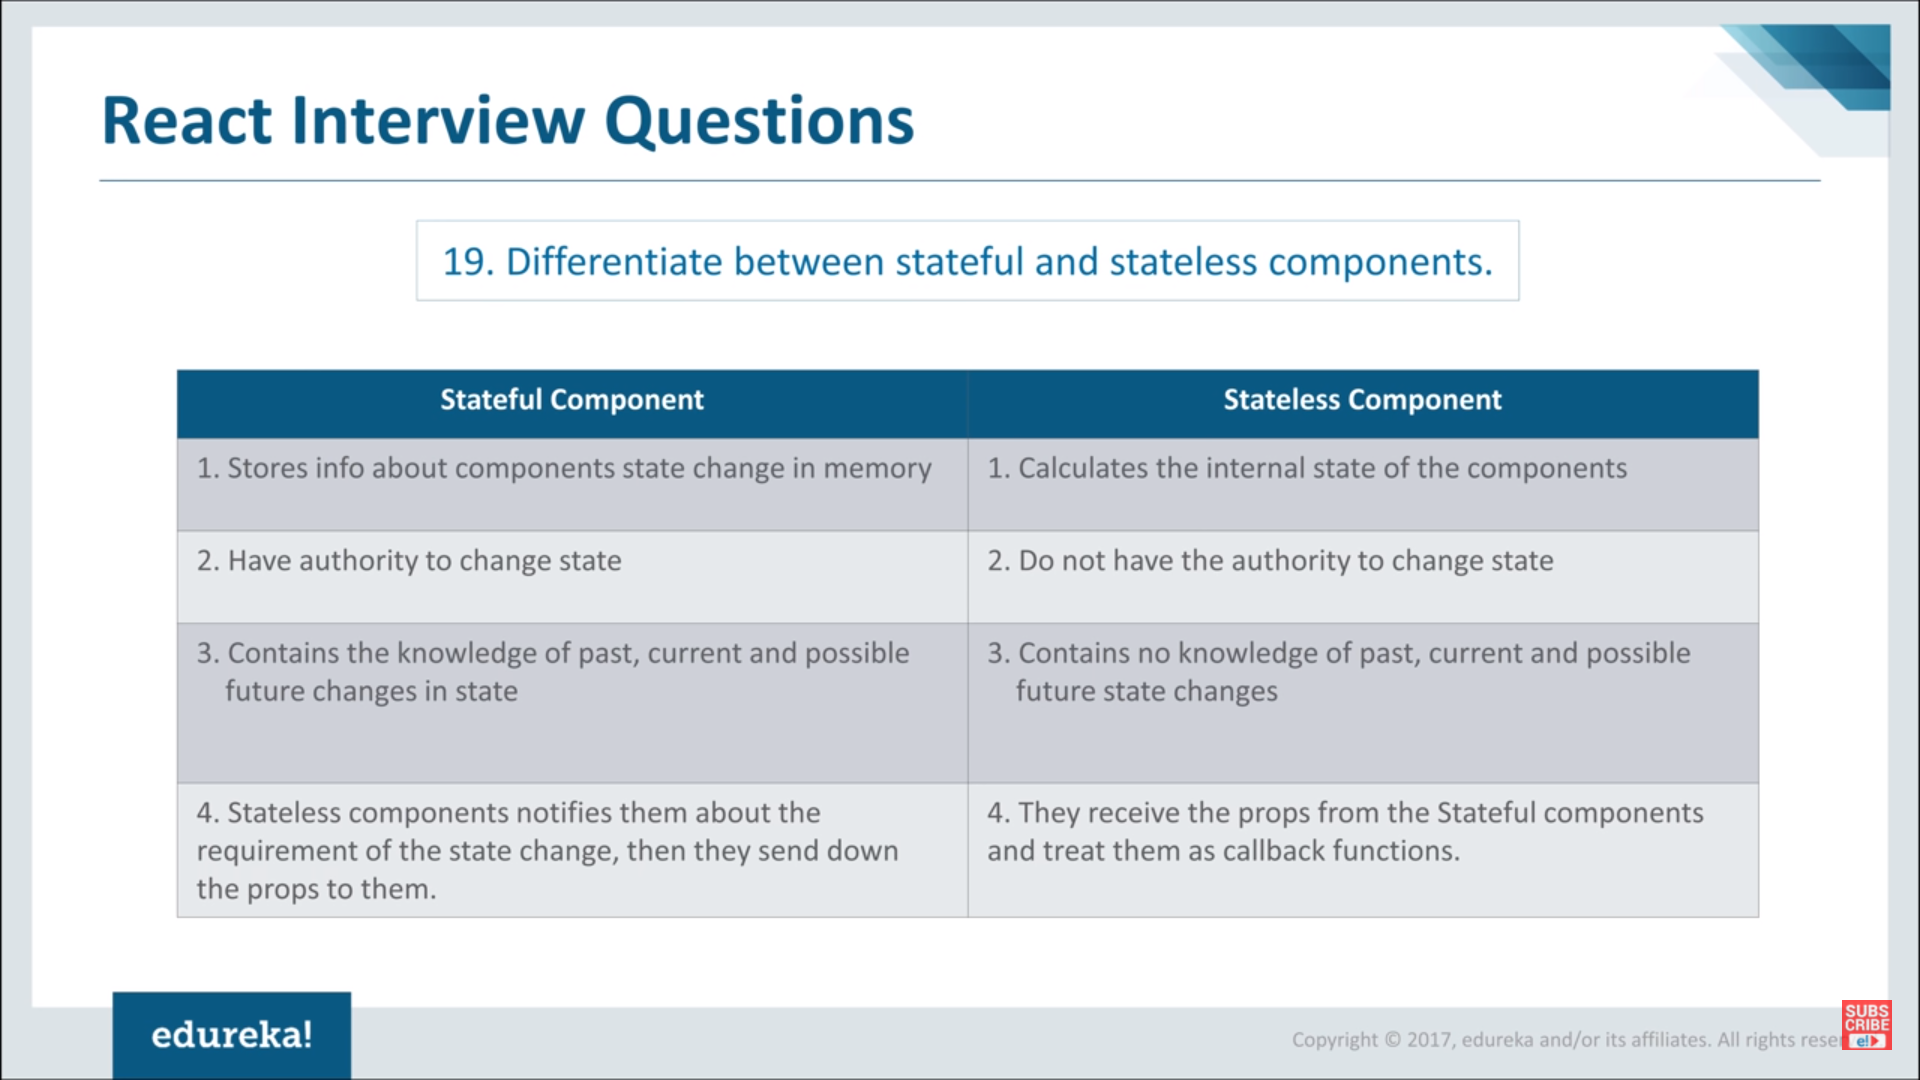 React Interview Questions
19. Differentiate between stateful and stateless components.
Stateful Component
Stateless Component
1. Stores info about components state change in memory
1. Calculates the internal state of the components
2. Have authority to change state
2. Do not have the authority to change state
3. Contains the knowledge of past, current and possible
future changes in state
3. Contains no knowledge of past, current and possible
future state changes
4. Stateless components notifies them about the
requirement of the state change, then they send down
the props to them.
4. They receive the props from the Stateful components
and treat them as callback functions.
edureka!
Copyright © 2017, edureka and/or its affiliates. All rights
SUBS
CRIBE
e!